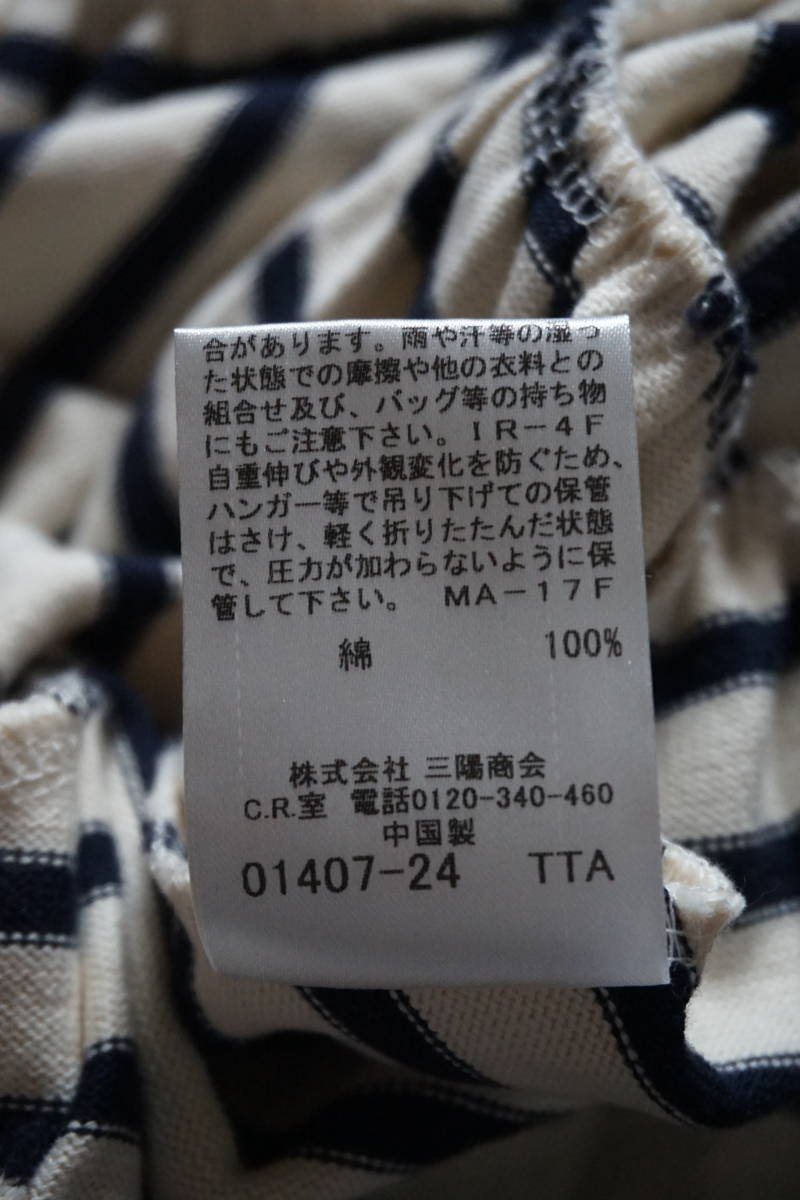 合があります。雨や汗等の湿っ
た状態での摩擦や他の衣料との
組合せ及び、バッグ等の持ち物
にもご注意下さい。IR-4F
自重伸びや外観変化を防ぐため、
ハンガー等で吊り下げての保管
はさけ、軽く折りたたんだ状態
で、圧力が加わらないように保
管して下さい。 MA-17F
綿 100%
株式会社 三陽商会
C.R.室 電話0120-340-460
中国製
01407-24 TTA